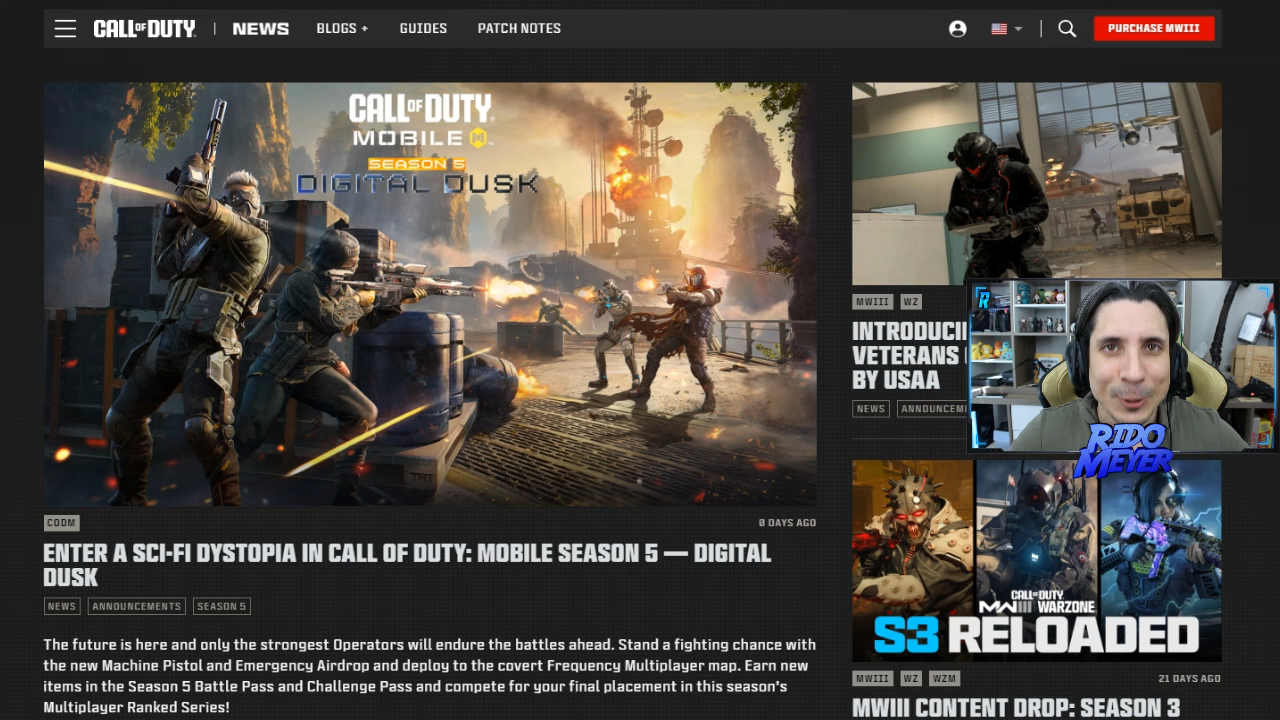 CALL OF DUTY
NEWS
BLOGS +
GUIDES
PATCH NOTES
PURCHASE MWIII
CALL OF DUTY
MOBILE
SEASON 5
DIGITAL DUSK
TNT
CODM
0 DAYS AGO
ENTER A SCI-FI DYSTOPIA IN CALL OF DUTY: MOBILE SEASON 5 — DIGITAL
DUSK
NEWS
ANNOUNCEMENTS
SEASON 5
The future is here and only the strongest Operators will endure the battles ahead. Stand a fighting chance with
the new Machine Pistol and Emergency Airdrop and deploy to the covert Frequency Multiplayer map. Earn new
items in the Season 5 Battle Pass and Challenge Pass and compete for your final placement in this season's
Multiplayer Ranked Series!
MWIII
WZ
INTRODUCI
VETERANS
BY USAA
NEWS
ANNOUNCEM
R
RIDO
MEYER
CALL OF DUTY
MWIII WARZONE
S3 RELOADED
MWIII
WZ
WZM
21 DAYS AGO
MWIII CONTENT DROP: SEASON 3